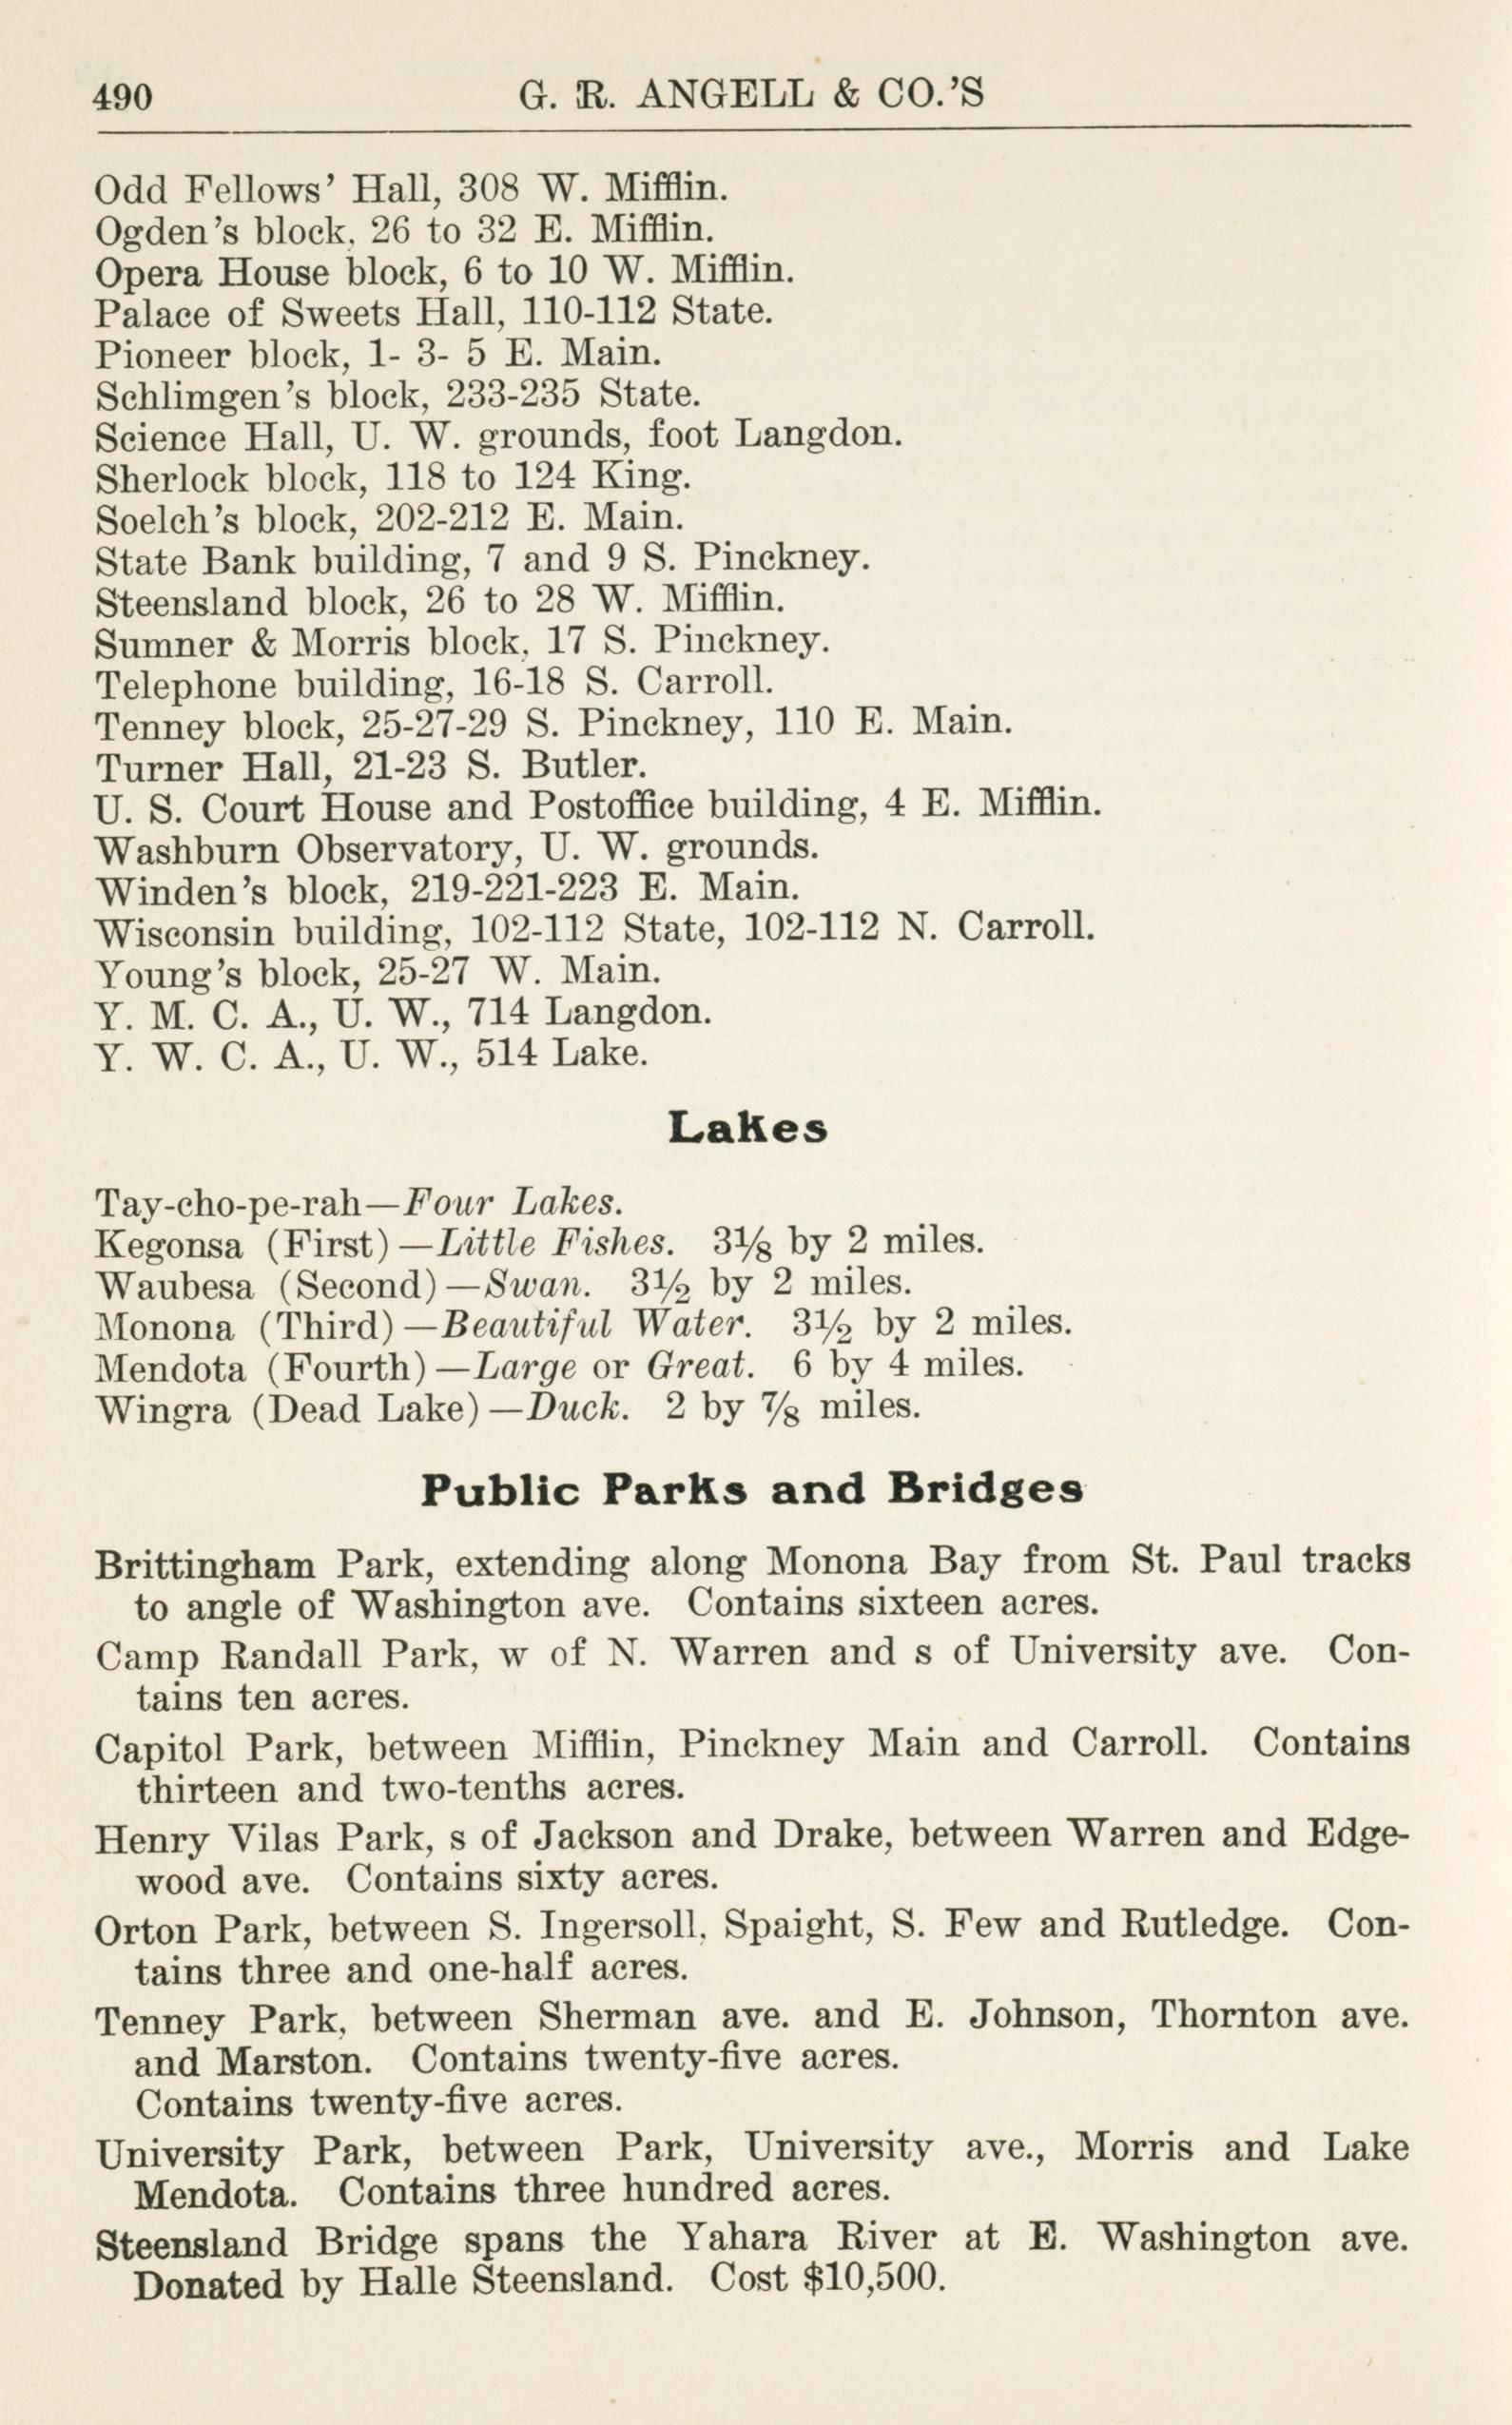 490
G. R. ANGELL & CO.'S
Odd Fellows' Hall, 308 W. Mifflin.
Ogden's block, 26 to 32 E. Mifflin.
Opera House block, 6 to 10 W. Mifflin.
Palace of Sweets Hall, 110-112 State.
Pioneer block, 1- 3- 5 E. Main.
Schlimgen's block, 233-235 State.
Science Hall, U. W. grounds, foot Langdon.
Sherlock block, 118 to 124 King.
Soelch's block, 202-212 E. Main.
State Bank building, 7 and 9 S. Pinckney.
Steensland block, 26 to 28 W. Mifflin.
Sumner & Morris block, 17 S. Pinckney.
Telephone building, 16-18 S. Carroll.
Tenney block, 25-27-29 S. Pinckney, 110 E. Main.
Turner Hall, 21-23 S. Butler.
U. S. Court House and Postoffice building, 4 E. Mifflin.
Washburn Observatory, U. W. grounds.
Winden's block, 219-221-223 E. Main.
Wisconsin building, 102-112 State, 102-112 N. Carroll.
Young's block, 25-27 W. Main.
Y. M. C. A., U. W., 714 Langdon.
Y. W. C. A., U. W., 514 Lake.
Lakes
Tay-cho-pe-rah—Four Lakes.
Kegonsa (First)—Little Fishes. 3⅛ by 2 miles.
Waubesa (Second)—Swan. 3½ by 2 miles.
Monona (Third)—Beautiful Water. 3½ by 2 miles.
Mendota (Fourth)—Large or Great. 6 by 4 miles.
Wingra (Dead Lake)—Duck. 2 by ⅞ miles.
Public Parks and Bridges
Brittingham Park, extending along Monona Bay from St. Paul tracks
to angle of Washington ave. Contains sixteen acres.
Camp Randall Park, w of N. Warren and s of University ave. Con-
tains ten acres.
Capitol Park, between Mifflin, Pinckney Main and Carroll. Contains
thirteen and two-tenths acres.
Henry Vilas Park, s of Jackson and Drake, between Warren and Edge-
wood ave. Contains sixty acres.
Orton Park, between S. Ingersoll, Spaight, S. Few and Rutledge. Con-
tains three and one-half acres.
Tenney Park, between Sherman ave. and E. Johnson, Thornton ave.
and Marston. Contains twenty-five acres.
Contains twenty-five acres.
University Park, between Park, University ave., Morris and Lake
Mendota. Contains three hundred acres.
Steensland Bridge spans the Yahara River at E. Washington ave.
Donated by Halle Steensland. Cost $10,500.